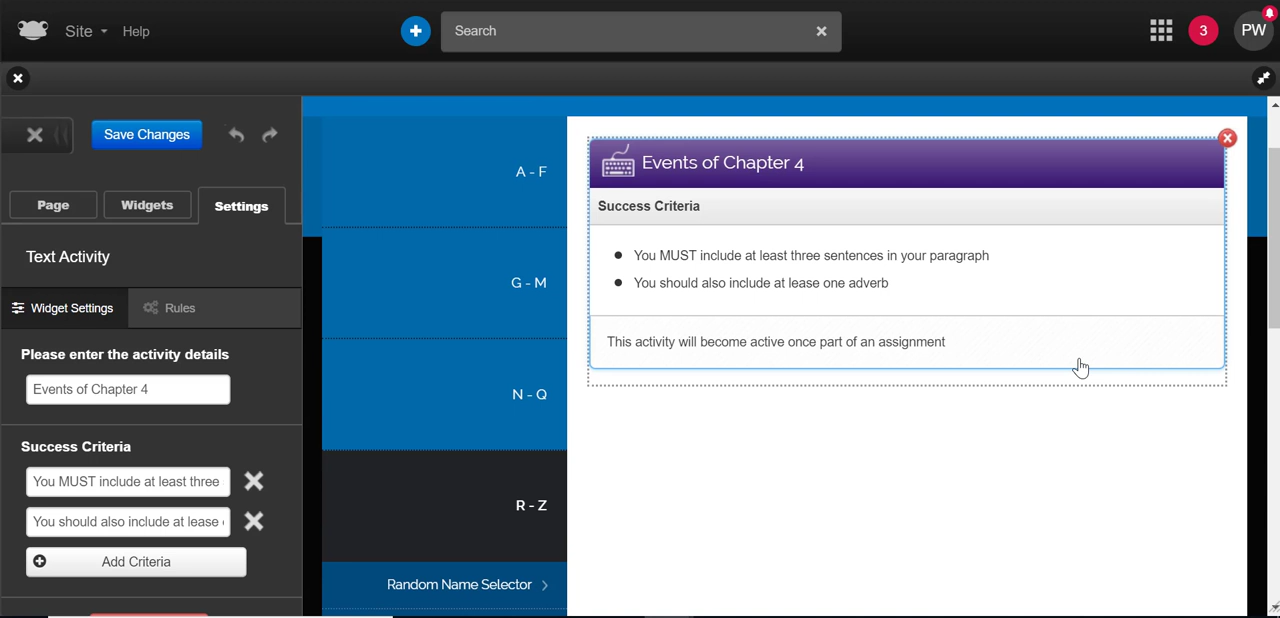 Site
Help
Search
3
PW
Save Changes
Page
Widgets
Settings
Text Activity
Widget Settings
Rules
Please enter the activity details
Events of Chapter 4
Success Criteria
You MUST include at least three
You should also include at lease
Add Criteria
A - F
G - M
N - Q
R - Z
Random Name Selector
Events of Chapter 4
Success Criteria
You MUST include at least three sentences in your paragraph
You should also include at lease one adverb
This activity will become active once part of an assignment